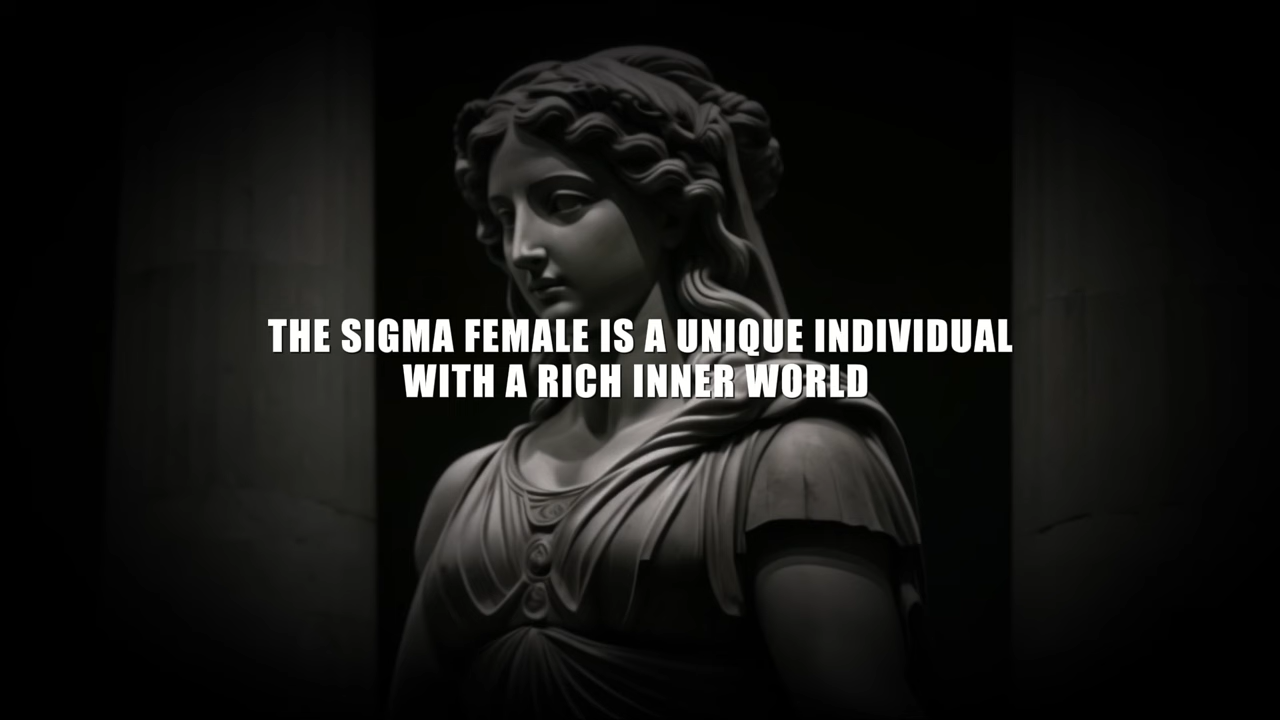 THE SIGMA FEMALE IS A UNIQUE INDIVIDUAL
WITH A RICH INNER WORLD